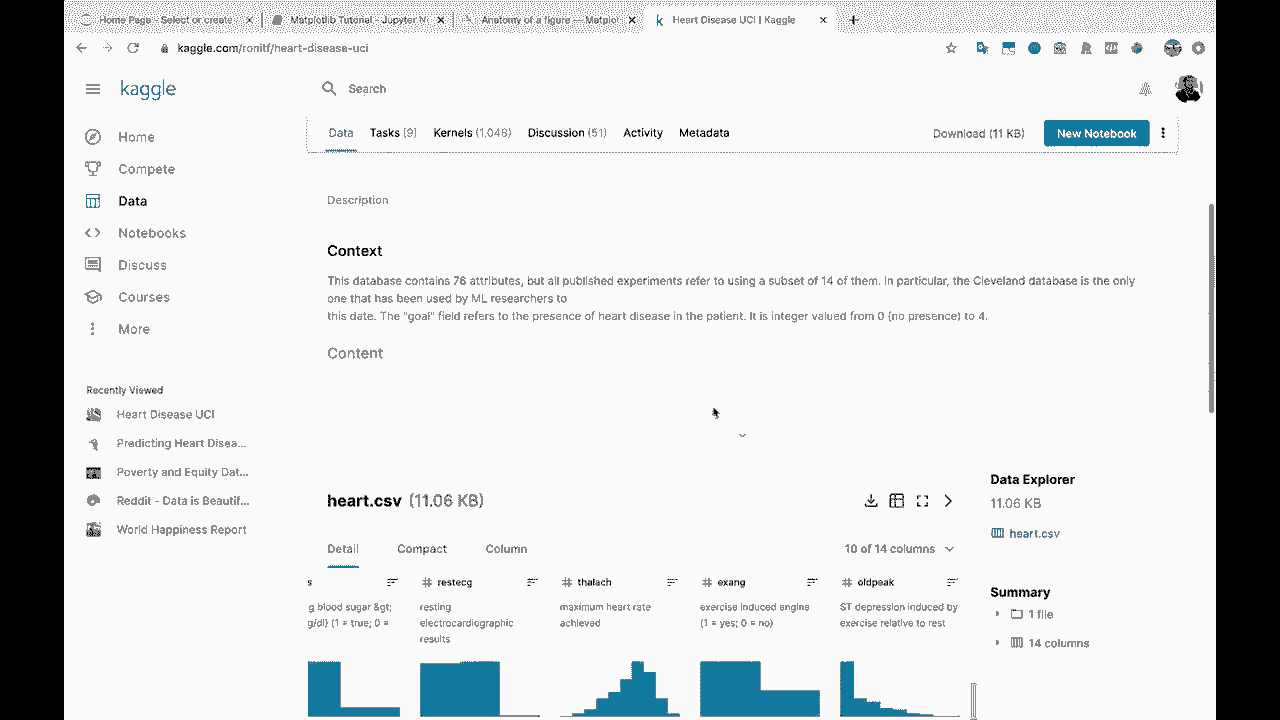 Home Page - Select or create
Matplotlib Tutorial - Jupyter N
Anatomy of a figure — Matplot
Heart Disease UCI | Kaggle
kaggle.com/ronitf/heart-disease-uci
kaggle
Search
Data Tasks (9) Kernels (1,046) Discussion (51) Activity Metadata Download (11 KB) New Notebook
Home
Compete
Data
Notebooks
Discuss
Courses
More
Recently Viewed
Heart Disease UCI
Predicting Heart Disea...
Poverty and Equity Dat...
Reddit - Data is Beautif...
World Happiness Report
Description
Context
This database contains 76 attributes, but all published experiments refer to using a subset of 14 of them. In particular, the Cleveland database is the only
one that has been used by ML researchers to
this date. The "goal" field refers to the presence of heart disease in the patient. It is integer valued from 0 (no presence) to 4.
Content
heart.csv (11.06 KB)
Detail Compact Column 10 of 14 columns
s # restecg # thalach # exang # oldpeak
g blood sugar &gt;
g/dl) (1 = true; 0 =
resting
electrocardiographic
results
maximum heart rate
achieved
exercise induced engina
(1 = yes; 0 = no)
ST depression induced by
exercise relative to rest
Data Explorer
11.06 KB
heart.csv
Summary
1 file
14 columns